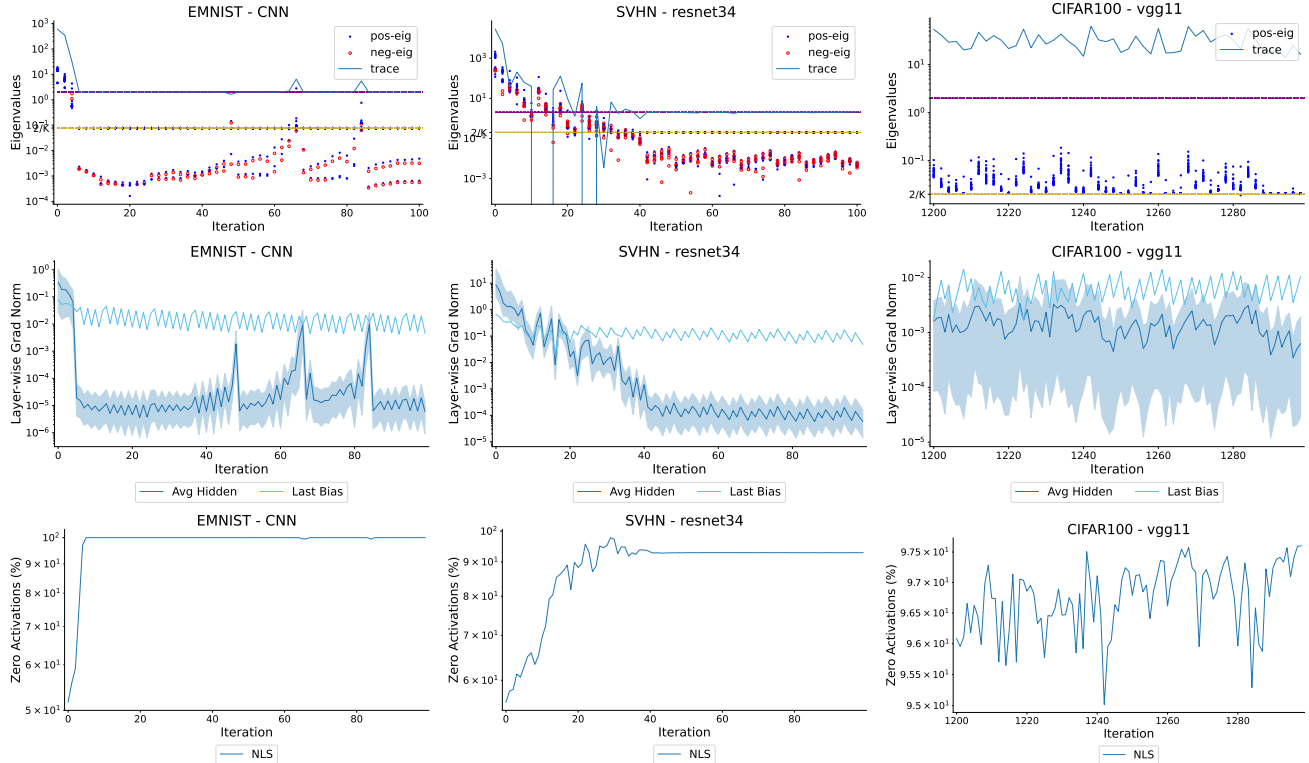 EMNIST - CNN
Eigenvalues
10³
10²
10¹
10⁰
2/K
10⁻²
10⁻³
10⁻⁴
pos-eig
neg-eig
trace
0 20 40 60 80 100
Iteration
SVHN - resnet34
Eigenvalues
10³
10¹
2/K
10⁻³
pos-eig
neg-eig
trace
0 20 40 60 80 100
Iteration
CIFAR100 - vgg11
Eigenvalues
10¹
10⁰
10⁻¹
2/K
pos-eig
trace
1200 1220 1240 1260 1280
Iteration
EMNIST - CNN
Layer-wise Grad Norm
10⁰
10⁻¹
10⁻²
10⁻³
10⁻⁴
10⁻⁵
10⁻⁶
0 20 40 60 80
Iteration
Avg Hidden Last Bias
SVHN - resnet34
Layer-wise Grad Norm
10¹
10⁰
10⁻¹
10⁻²
10⁻³
10⁻⁴
10⁻⁵
0 20 40 60 80
Iteration
Avg Hidden Last Bias
CIFAR100 - vgg11
Layer-wise Grad Norm
10⁻²
10⁻³
10⁻⁴
10⁻⁵
1200 1220 1240 1260 1280
Iteration
Avg Hidden Last Bias
EMNIST - CNN
Zero Activations (%)
10²
9 × 10¹
8 × 10¹
7 × 10¹
6 × 10¹
5 × 10¹
0 20 40 60 80
Iteration
NLS
SVHN - resnet34
Zero Activations (%)
10²
9 × 10¹
8 × 10¹
7 × 10¹
6 × 10¹
0 20 40 60 80
Iteration
NLS
CIFAR100 - vgg11
Zero Activations (%)
9.75 × 10¹
9.7 × 10¹
9.65 × 10¹
9.6 × 10¹
9.55 × 10¹
9.5 × 10¹
1200 1220 1240 1260 1280
Iteration
NLS